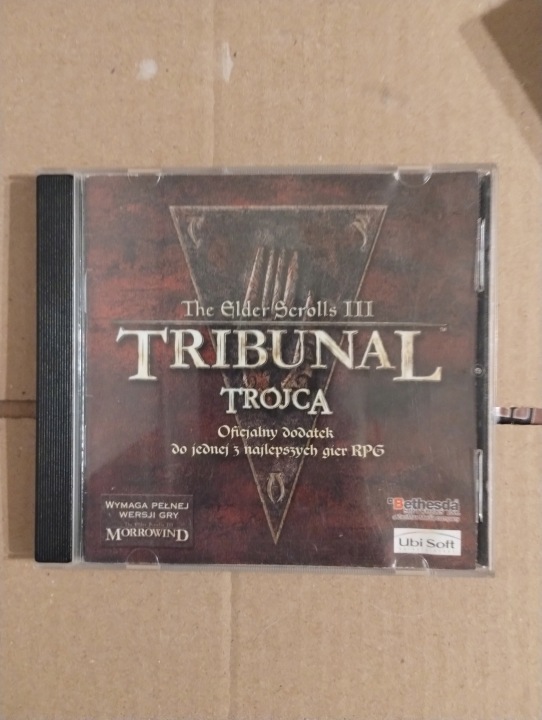 The Elder Scrolls III
TRIBUNAL
TRÓJCA
Oficjalny dodatek
do jednej z najlepszych gier RPG
WYMAGA PEŁNEJ
WERSJI GRY
MORROWIND
Bethesda
Ubi Soft